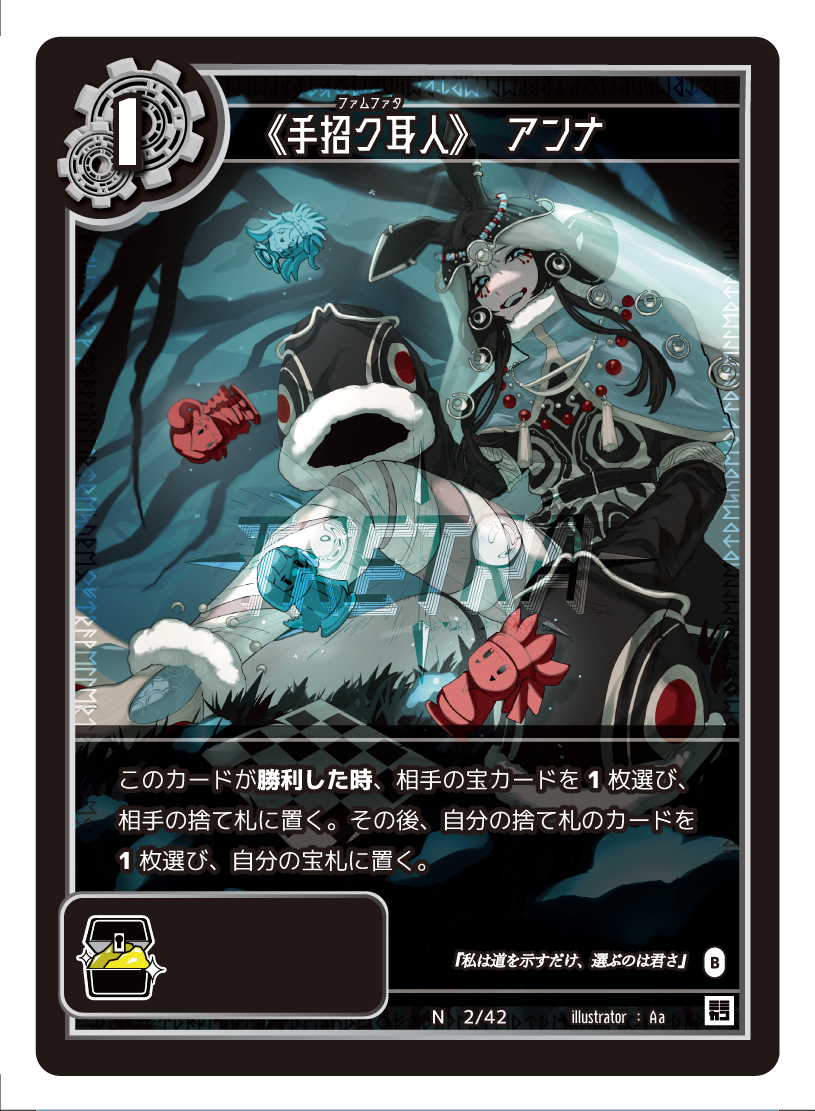 1
ファムファタ
《手招ク耳人》 アンナ
TRETRA
このカードが勝利した時、相手の宝カードを1枚選び、
相手の捨て札に置く。その後、自分の捨て札のカードを
1枚選び、自分の宝札に置く。
『私は道を示すだけ、選ぶのは君さ』 B
N 2/42 illustrator : Aa